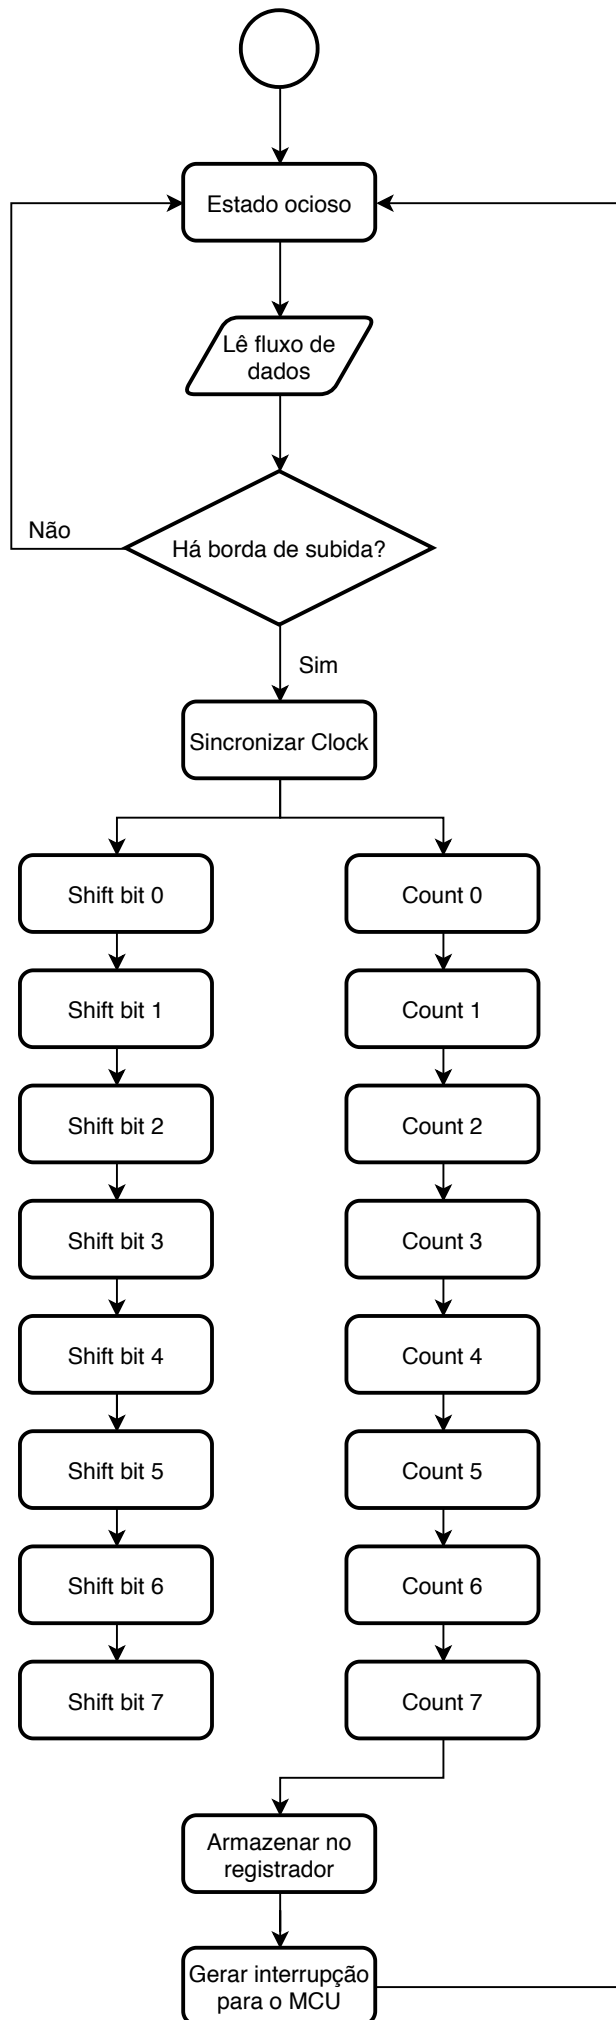 Estado ocioso
Lê fluxo de
dados
Há borda de subida?
Não
Sim
Sincronizar Clock
Shift bit 0
Count 0
Shift bit 1
Count 1
Shift bit 2
Count 2
Shift bit 3
Count 3
Shift bit 4
Count 4
Shift bit 5
Count 5
Shift bit 6
Count 6
Shift bit 7
Count 7
Armazenar no
registrador
Gerar interrupção
para o MCU